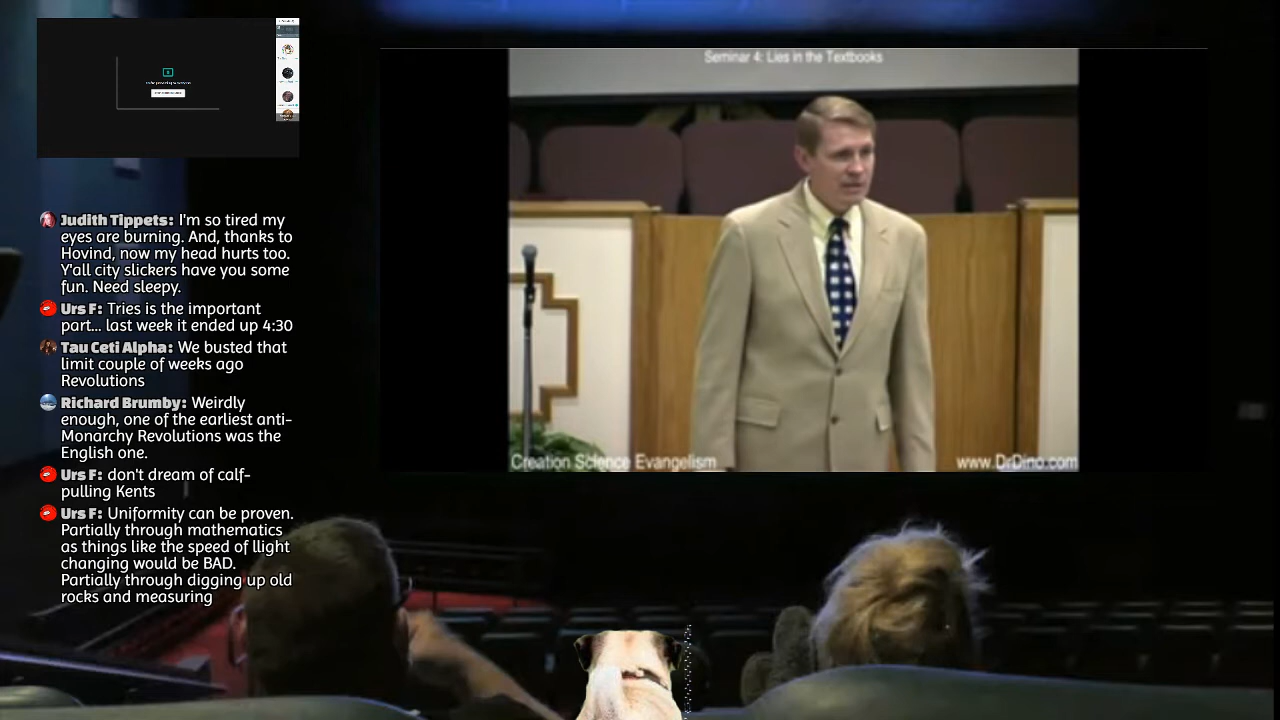 Seminar 4: Lies in the Textbooks
Judith Tippets: I'm so tired my
eyes are burning. And, thanks to
Hovind, now my head hurts too.
Y'all city slickers have you some
fun. Need sleepy.
Urs F: Tries is the important
part... last week it ended up 4:30
Tau Ceti Alpha: We busted that
limit couple of weeks ago
Revolutions
Richard Brumby: Weirdly
enough, one of the earliest anti-
Monarchy Revolutions was the
English one.
Urs F: don't dream of calf-
pulling Kents
Urs F: Uniformity can be proven.
Partially through mathematics
as things like the speed of llight
changing would be BAD.
Partially through digging up old
rocks and measuring
Creation Science Evangelism
www.DrDino.com